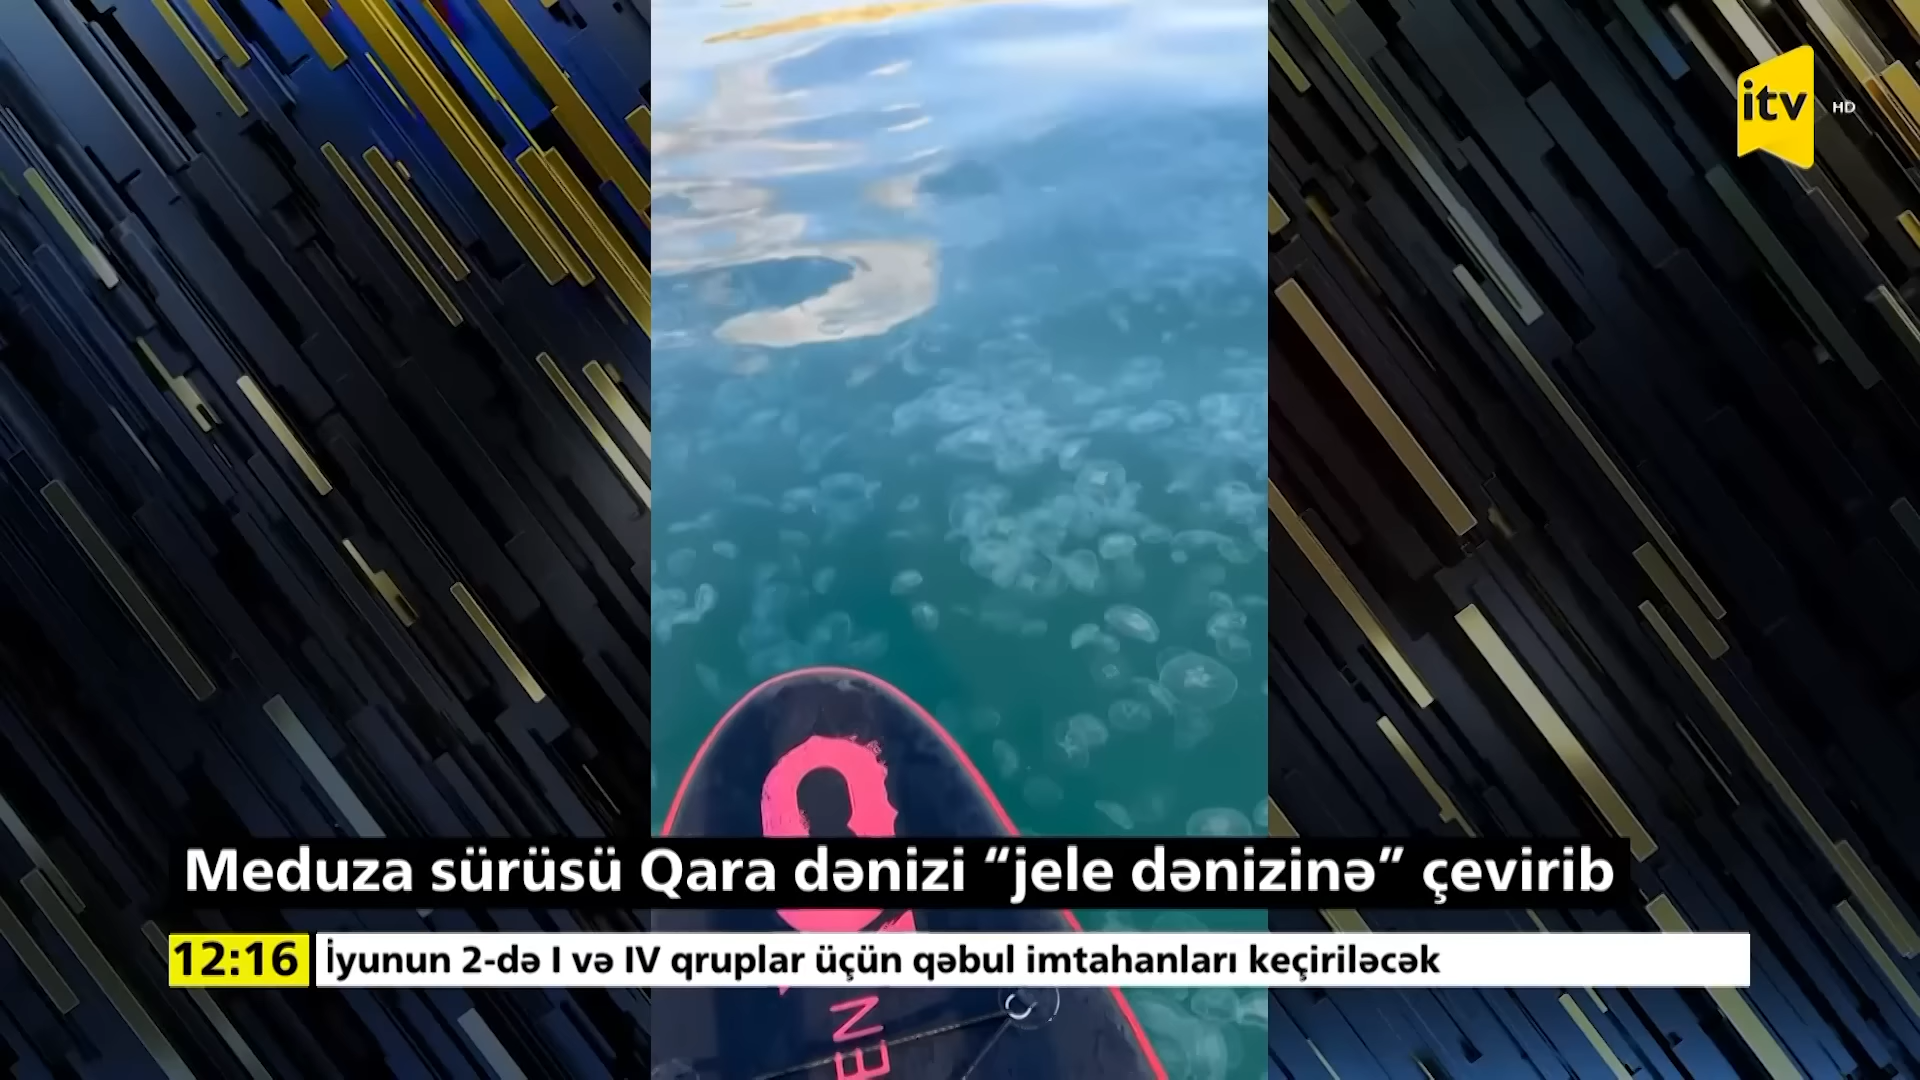 itv HD
Meduza sürüsü Qara dənizi “jele dənizinə” çevirib
12:16 İyunun 2-də I və IV qruplar üçün qəbul imtahanları keçiriləcək
EN